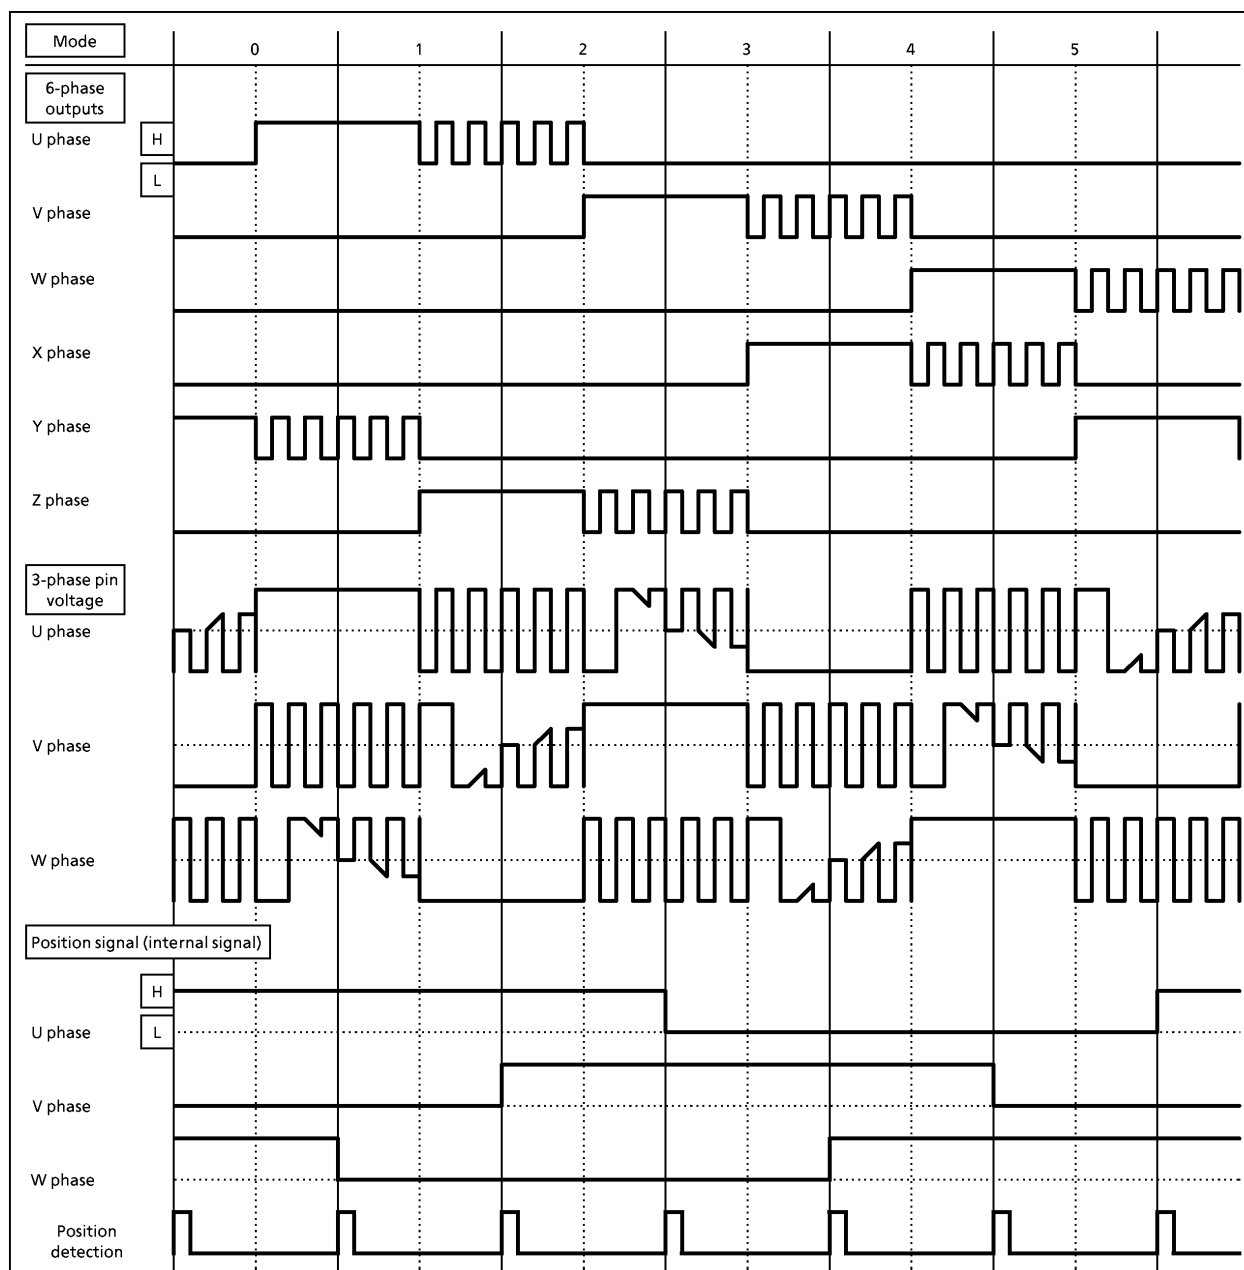 Mode
0 1 2 3 4 5
6-phase
outputs
U phase
H
L
V phase
W phase
X phase
Y phase
Z phase
3-phase pin
voltage
U phase
V phase
W phase
Position signal (internal signal)
H
U phase
L
V phase
W phase
Position
detection